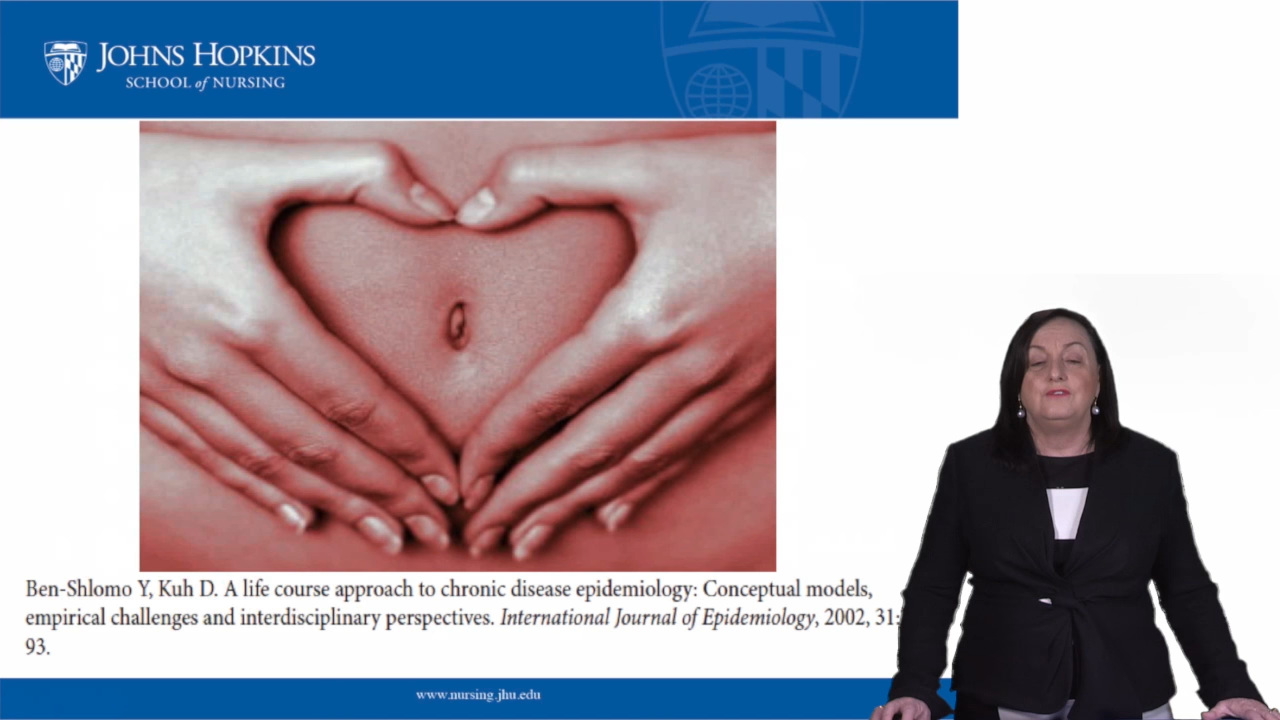 JOHNS HOPKINS
SCHOOL of NURSING
Ben-Shlomo Y, Kuh D. A life course approach to chronic disease epidemiology: Conceptual models,
empirical challenges and interdisciplinary perspectives. International Journal of Epidemiology, 2002, 31:
93.
www.nursing.jhu.edu